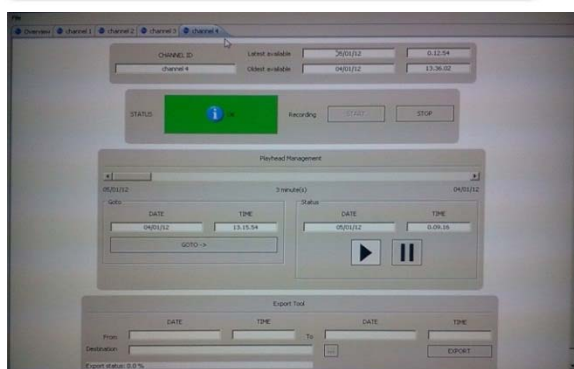 File
Overview channel 1 channel 2 channel 3 channel 4
CHANNEL ID
channel 4
Latest available 05/01/12 0.12.54
Oldest available 04/01/12 13.36.02
STATUS OK Recording START STOP
Playhead Management
05/01/12 3 minute(s) 04/01/12
Goto
DATE TIME
04/01/12 13.15.54
GOTO ->
Status
DATE TIME
05/01/12 0.09.16
Export Tool
DATE TIME DATE TIME
From To
Destination ... EXPORT
Export status: 0.0 %